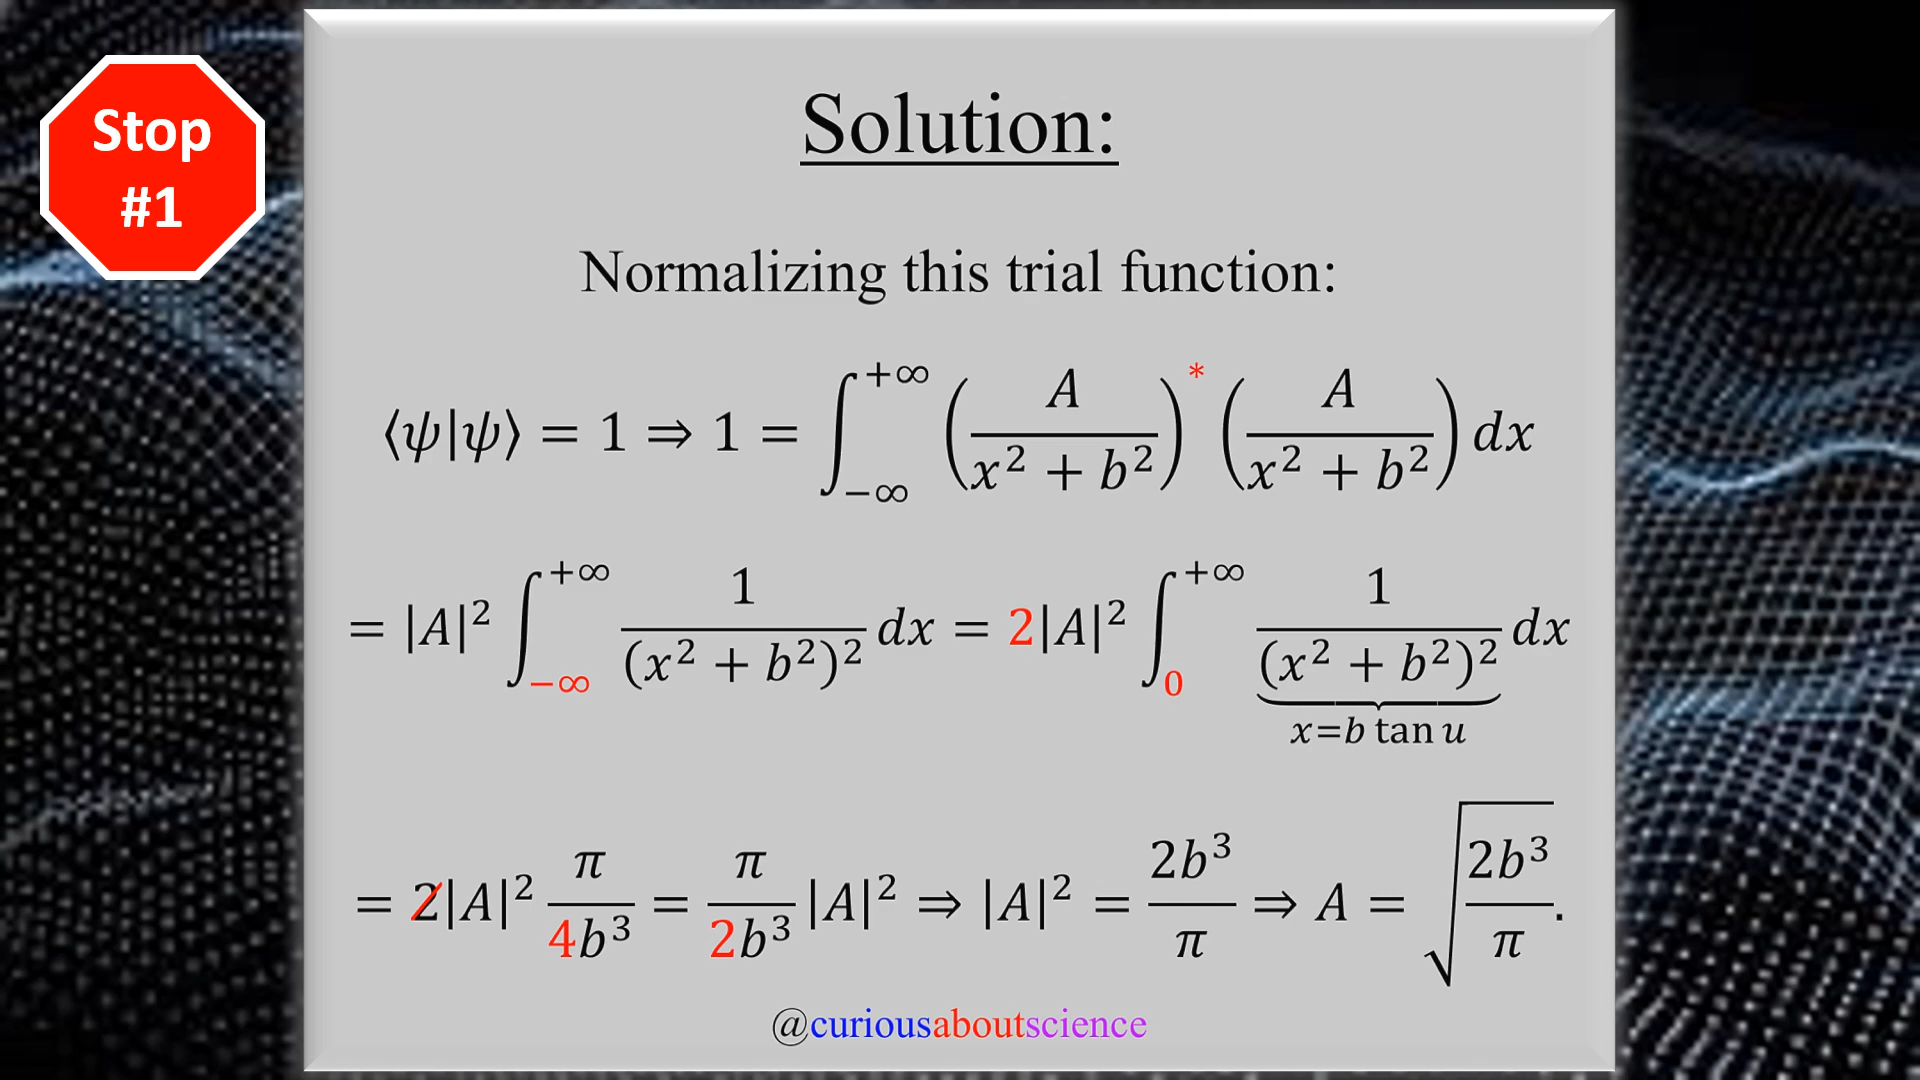 Stop
#1
Solution:
Normalizing this trial function:
⟨ψ|ψ⟩ = 1 ⇒ 1 = ∫_{−∞}^{+∞} (A/(x² + b²))* (A/(x² + b²)) dx
= |A|² ∫_{−∞}^{+∞} 1/(x² + b²)² dx = 2|A|² ∫_{0}^{+∞} 1/(x² + b²)² dx
x=b tan u
= 2|A|² π/4b³ = π/2b³ |A|² ⇒ |A|² = 2b³/π ⇒ A = √(2b³/π).
@curiousaboutscience